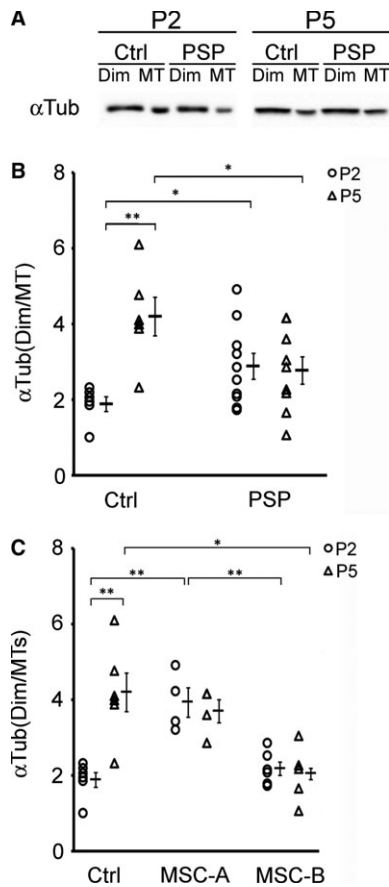 A
P2 P5
Ctrl PSP Ctrl PSP
Dim MT Dim MT Dim MT Dim MT
αTub
B
8
○P2
△P5
*
*
**
6
4
2
0
αTub(Dim/MT)
Ctrl PSP
C
8
○P2
△P5
*
** **
**
6
4
2
0
αTub(Dim/MTs)
Ctrl MSC-A MSC-B